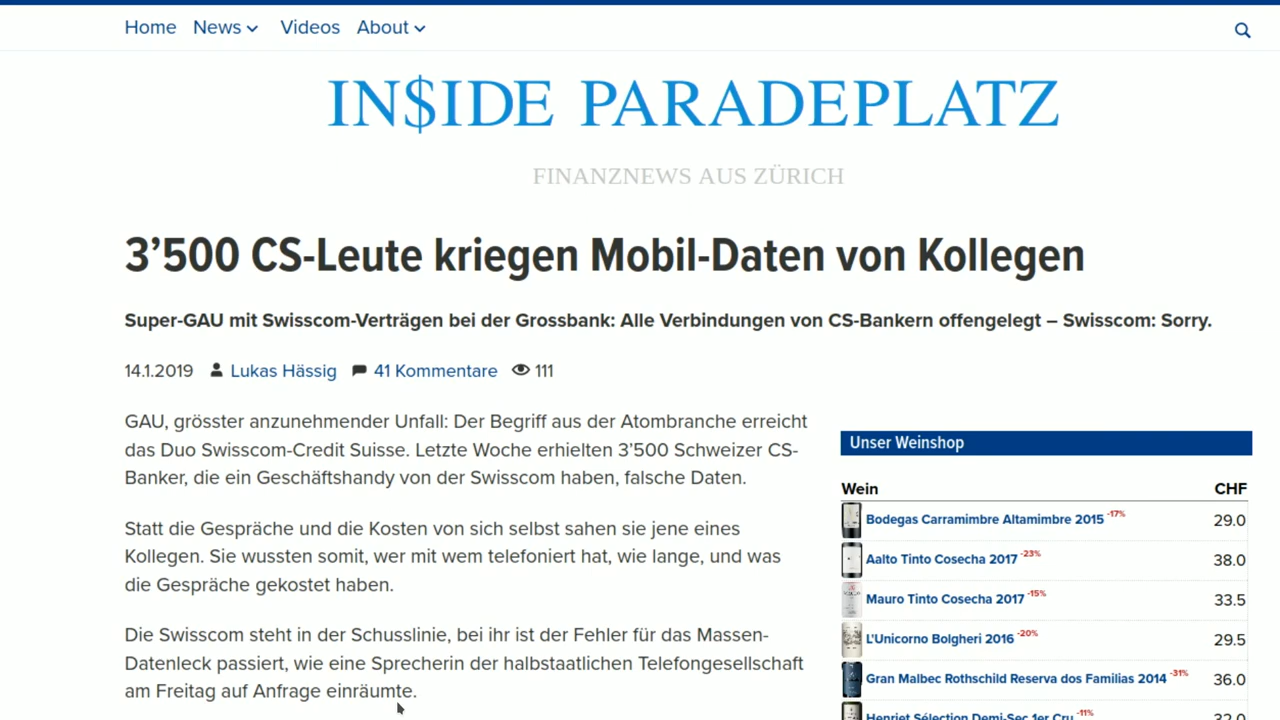 Home News Videos About
IN$IDE PARADEPLATZ
FINANZNEWS AUS ZÜRICH
3’500 CS-Leute kriegen Mobil-Daten von Kollegen
Super-GAU mit Swisscom-Verträgen bei der Grossbank: Alle Verbindungen von CS-Bankern offengelegt – Swisscom: Sorry.
14.1.2019 Lukas Hässig 41 Kommentare 111
GAU, grösster anzunehmender Unfall: Der Begriff aus der Atombranche erreicht
das Duo Swisscom-Credit Suisse. Letzte Woche erhielten 3’500 Schweizer CS-
Banker, die ein Geschäftshandy von der Swisscom haben, falsche Daten.
Statt die Gespräche und die Kosten von sich selbst sahen sie jene eines
Kollegen. Sie wussten somit, wer mit wem telefoniert hat, wie lange, und was
die Gespräche gekostet haben.
Die Swisscom steht in der Schusslinie, bei ihr ist der Fehler für das Massen-
Datenleck passiert, wie eine Sprecherin der halbstaatlichen Telefongesellschaft
am Freitag auf Anfrage einräumte.
Unser Weinshop
Wein CHF
Bodegas Carramimbre Altamimbre 2015 -17% 29.0
Aalto Tinto Cosecha 2017 -23% 38.0
Mauro Tinto Cosecha 2017 -15% 33.5
L'Unicorno Bolgheri 2016 -20% 29.5
Gran Malbec Rothschild Reserva dos Familias 2014 -31% 36.0
Henriet Sélection Demi-Sec 1er Cru -11% 32.0